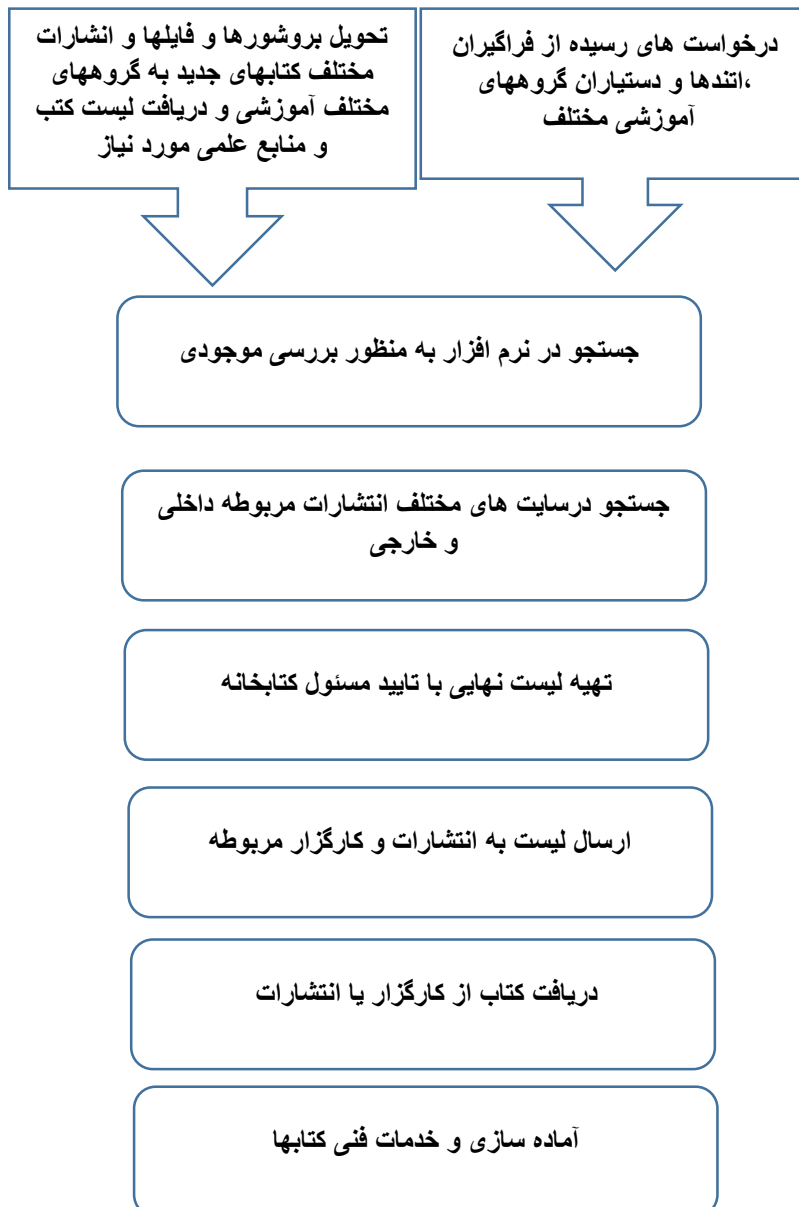 درخواست های رسیده از فراگیران
،اتندها و دستیاران گروههای
آموزشی مختلف
تحویل بروشورها و فایلها و انشارات
مختلف کتابهای جدید به گروههای
مختلف آموزشی و دریافت لیست کتب
و منابع علمی مورد نیاز
جستجو در نرم افزار به منظور بررسی موجودی
جستجو درسایت های مختلف انتشارات مربوطه داخلی
و خارجی
تهیه لیست نهایی با تایید مسئول کتابخانه
ارسال لیست به انتشارات و کارگزار مربوطه
دریافت کتاب از کارگزار یا انتشارات
آماده سازی و خدمات فنی کتابها